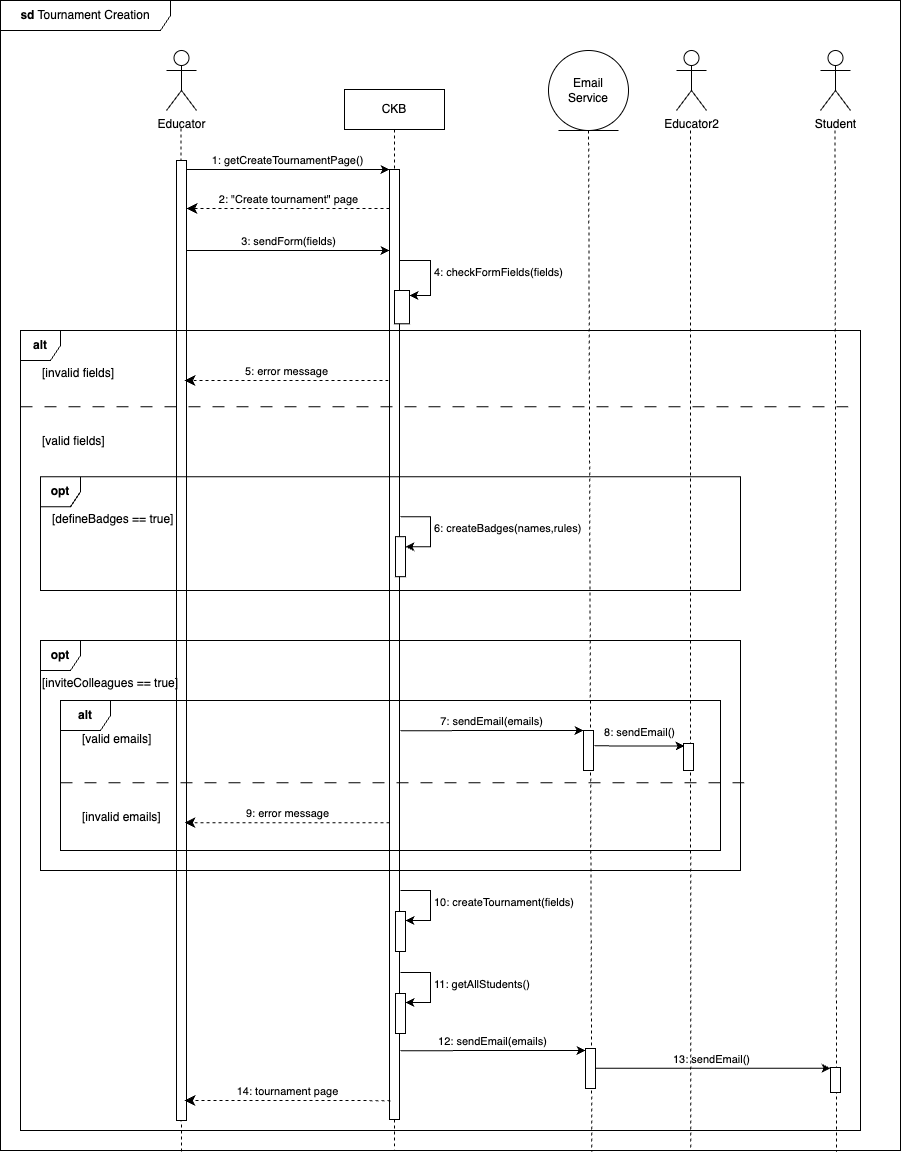 sd Tournament Creation
Educator
CKB
Email
Service
Educator2
Student
1: getCreateTournamentPage()
2: "Create tournament" page
3: sendForm(fields)
4: checkFormFields(fields)
alt
[invalid fields]
5: error message
[valid fields]
opt
[defineBadges == true]
6: createBadges(names,rules)
opt
[inviteColleagues == true]
alt
[valid emails]
7: sendEmail(emails)
8: sendEmail()
[invalid emails]
9: error message
10: createTournament(fields)
11: getAllStudents()
12: sendEmail(emails)
13: sendEmail()
14: tournament page